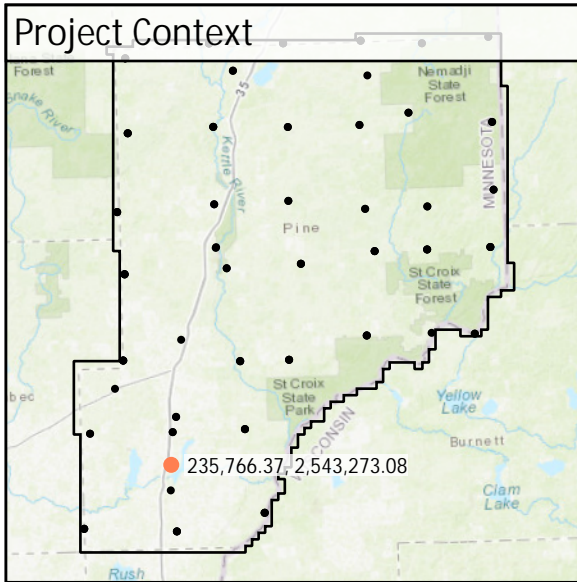 Project Context
Forest
Snake River
35
Nemadji
State
Forest
MINNESOTA
Kettle River
Pine
St Croix
State
Forest
St Croix
State
Park
WISCONSIN
Yellow
Lake
bec
Burnett
235,766.37, 2,543,273.08
Clam
Lake
Rush